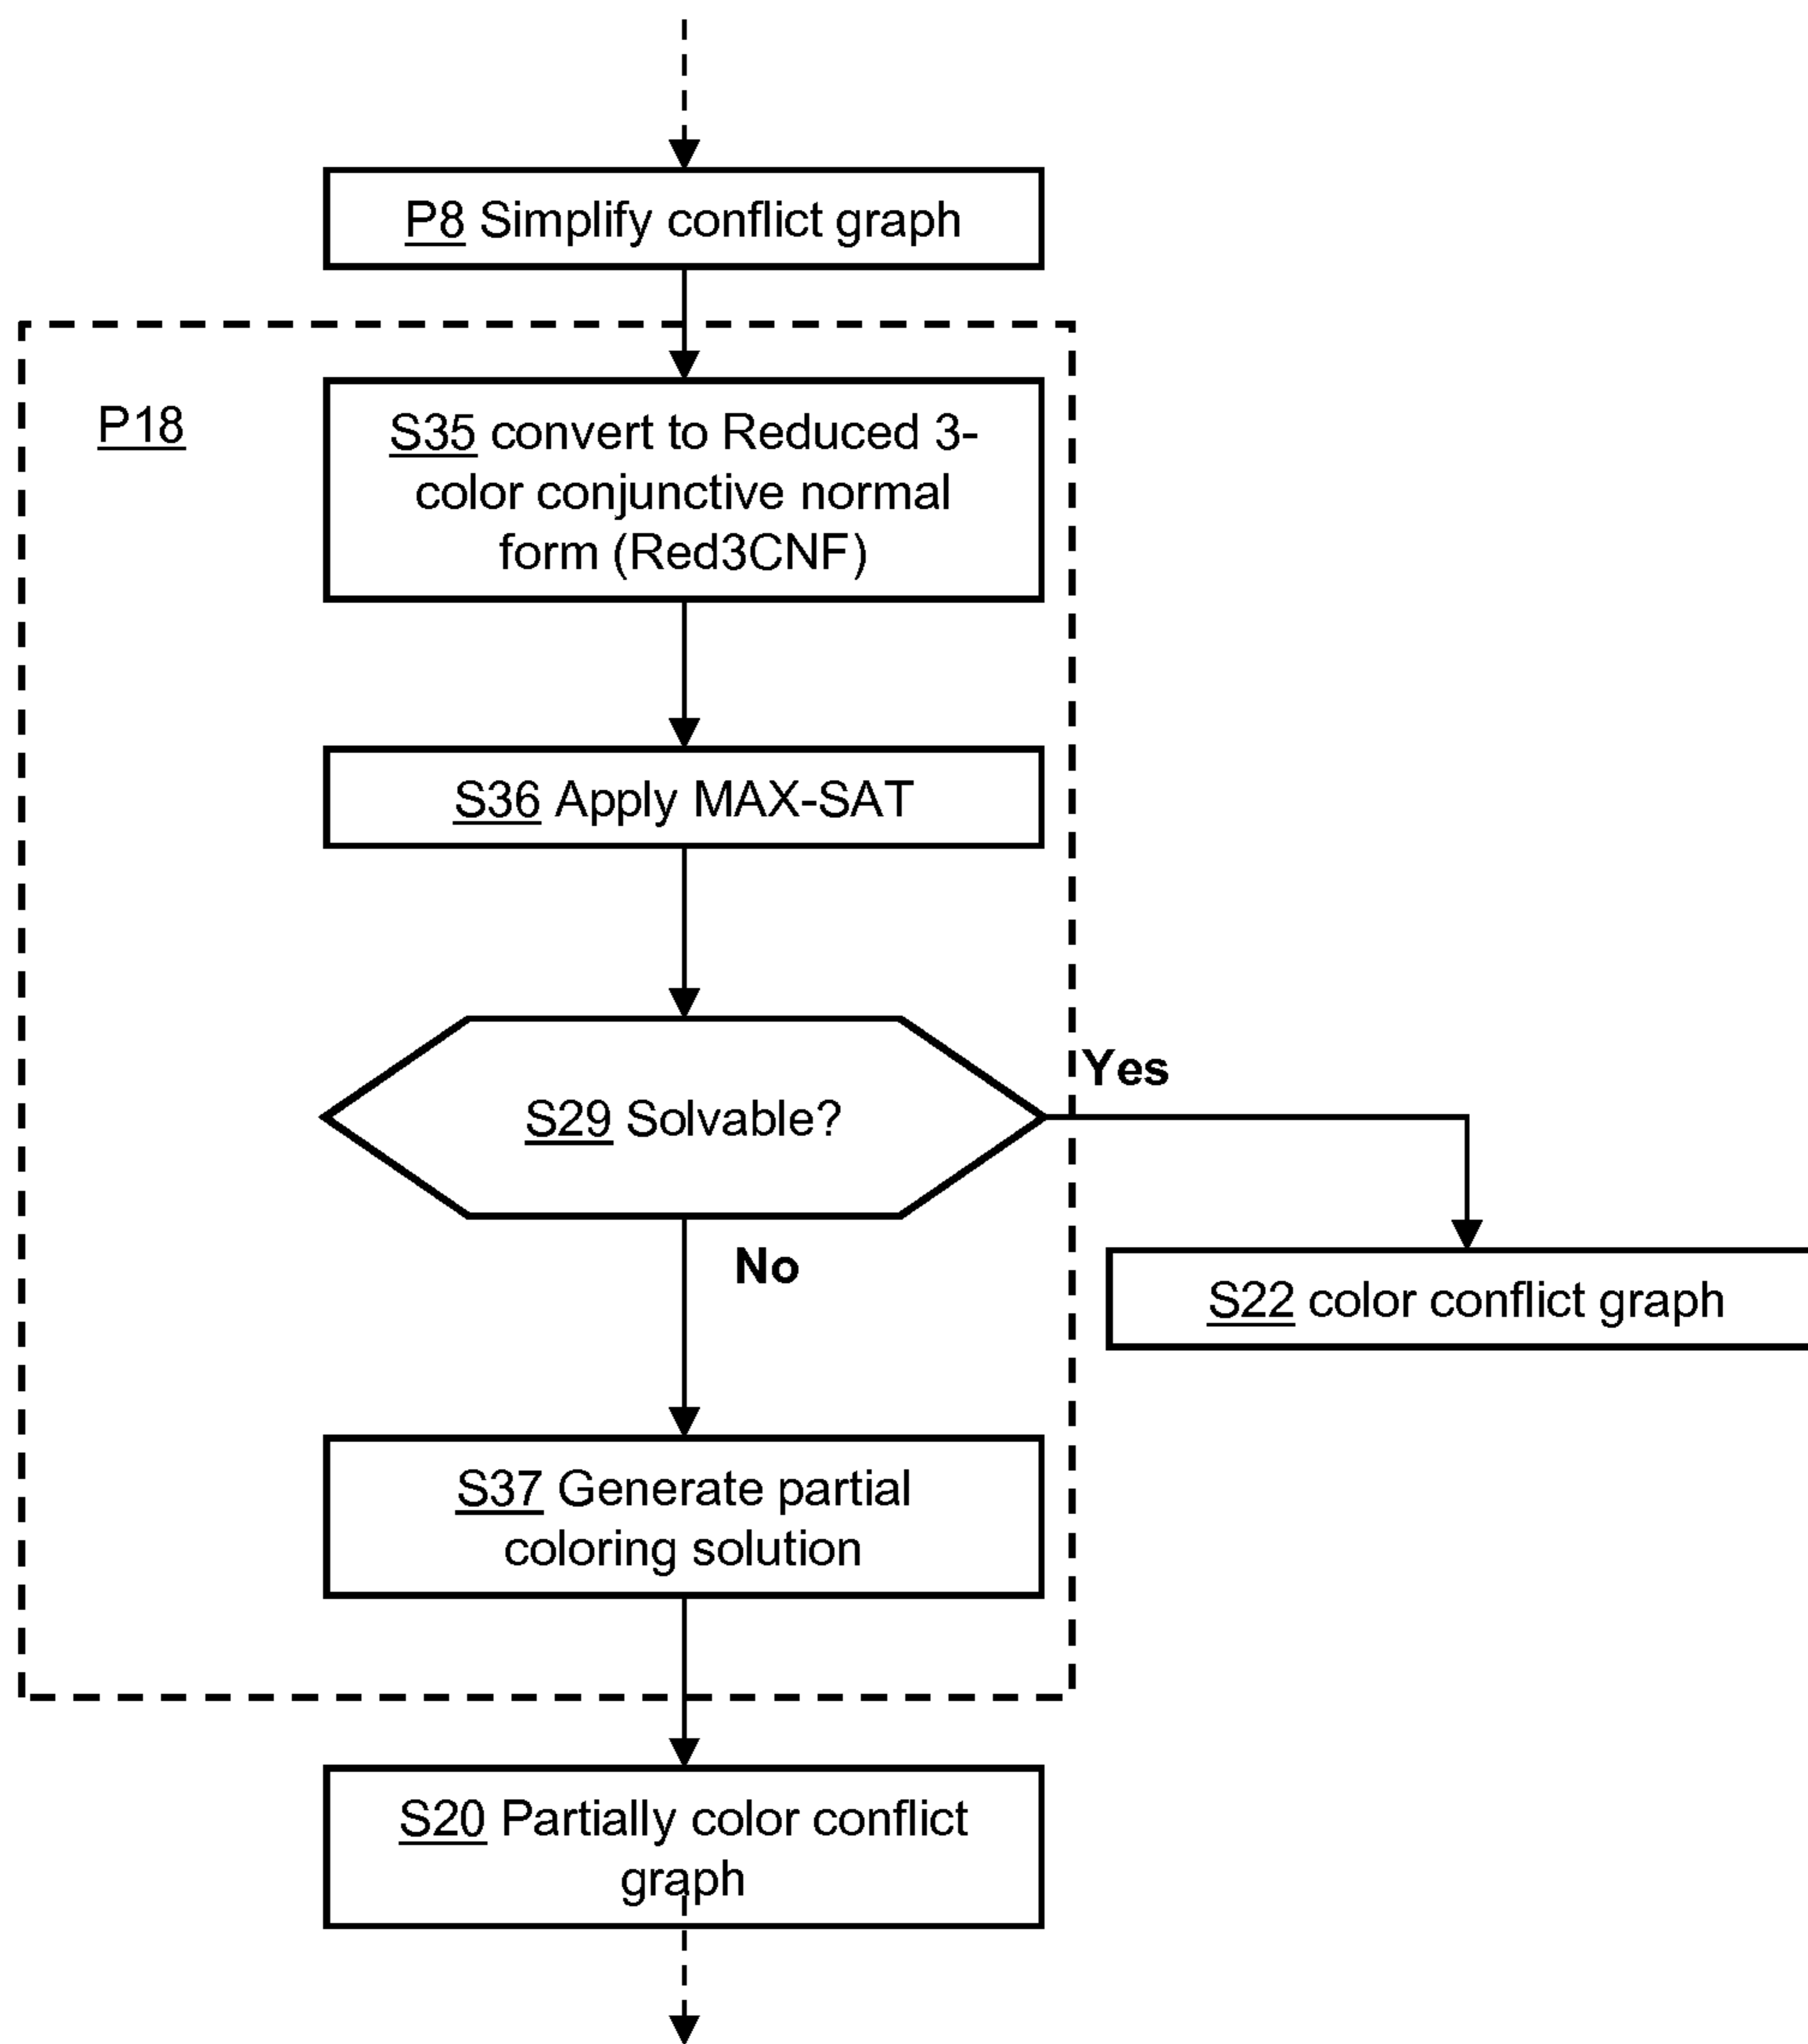 P8 Simplify conflict graph
P18
S35 convert to Reduced 3-
color conjunctive normal
form (Red3CNF)
S36 Apply MAX-SAT
S29 Solvable?
Yes
No
S22 color conflict graph
S37 Generate partial
coloring solution
S20 Partially color conflict
graph